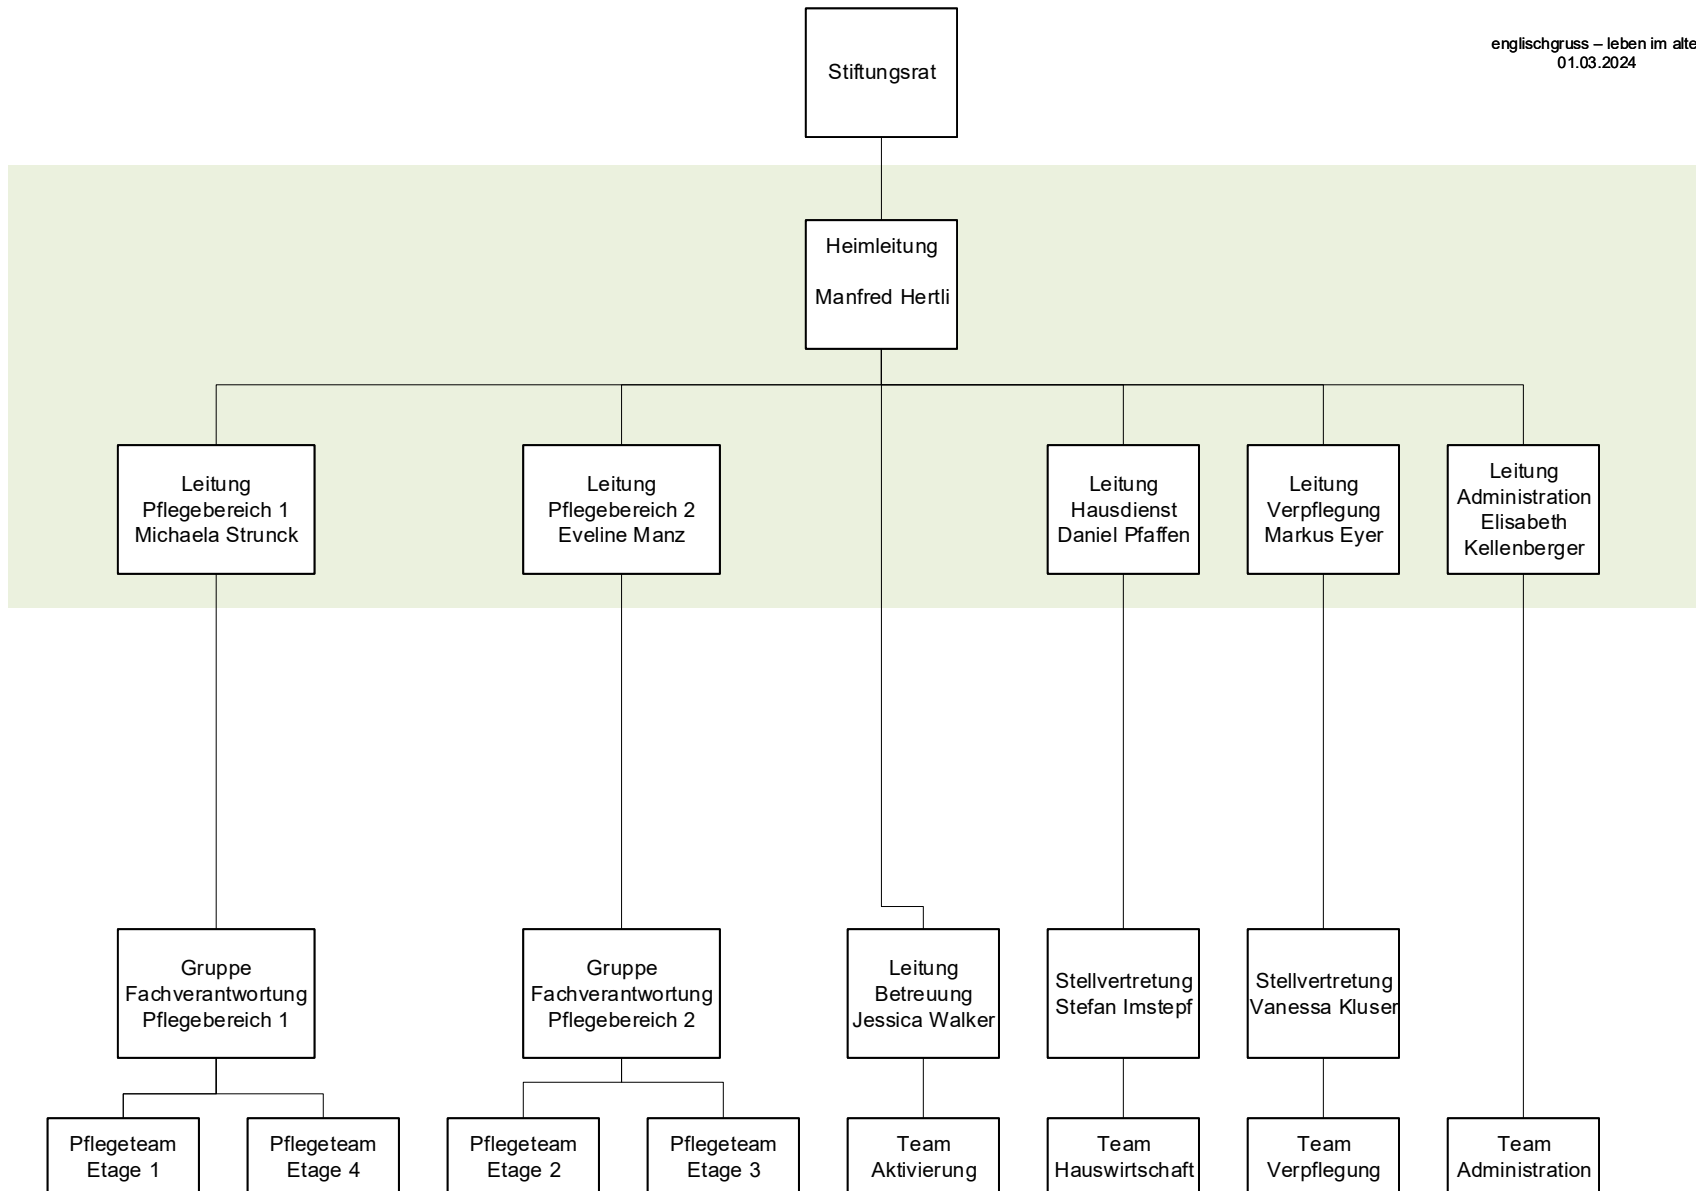 Stiftungsrat
englischgruss – leben im alte
01.03.2024
Heimleitung
Manfred Hertli
Leitung
Pflegebereich 1
Michaela Strunck
Leitung
Pflegebereich 2
Eveline Manz
Leitung
Hausdienst
Daniel Pfaffen
Leitung
Verpflegung
Markus Eyer
Leitung
Administration
Elisabeth
Kellenberger
Gruppe
Fachverantwortung
Pflegebereich 1
Gruppe
Fachverantwortung
Pflegebereich 2
Leitung
Betreuung
Jessica Walker
Stellvertretung
Stefan Imstepf
Stellvertretung
Vanessa Kluser
Pflegeteam
Etage 1
Pflegeteam
Etage 4
Pflegeteam
Etage 2
Pflegeteam
Etage 3
Team
Aktivierung
Team
Hauswirtschaft
Team
Verpflegung
Team
Administration